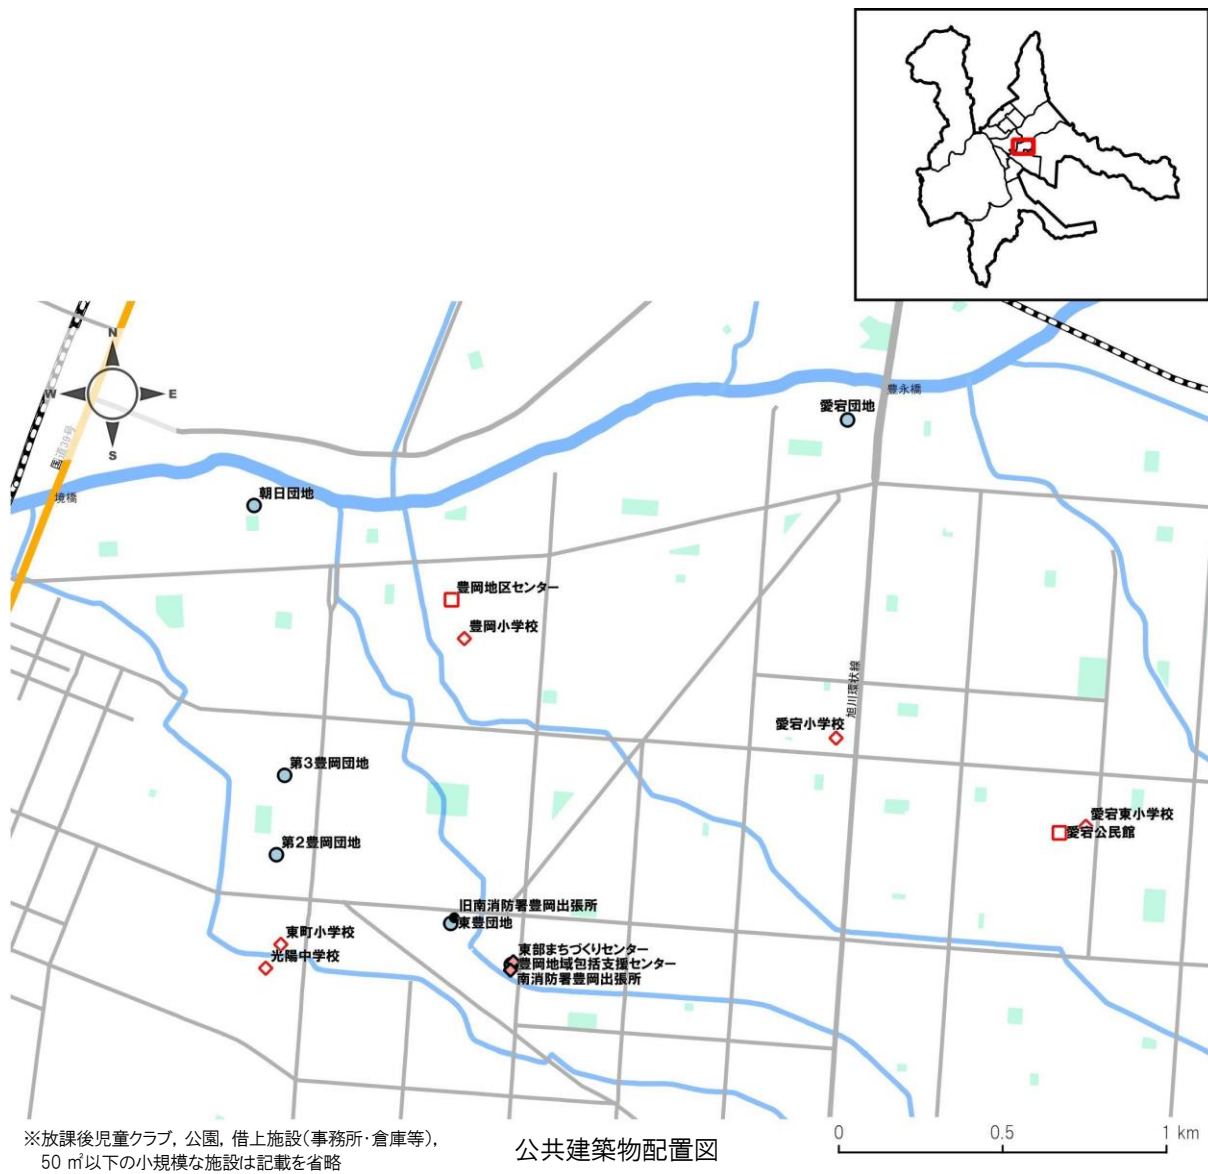 N
W
E
S
国道39号
境橋
豊永橋
愛宕団地
朝日団地
豊岡地区センター
豊岡小学校
旭川環状線
愛宕小学校
第3豊岡団地
愛宕東小学校
愛宕公民館
第2豊岡団地
旧南消防署豊岡出張所
東豊団地
東町小学校
光陽中学校
東部まちづくりセンター
豊岡地域包括支援センター
南消防署豊岡出張所
※放課後児童クラブ, 公園, 借上施設(事務所・倉庫等),
50 ㎡以下の小規模な施設は記載を省略
公共建築物配置図
0 0.5 1 km